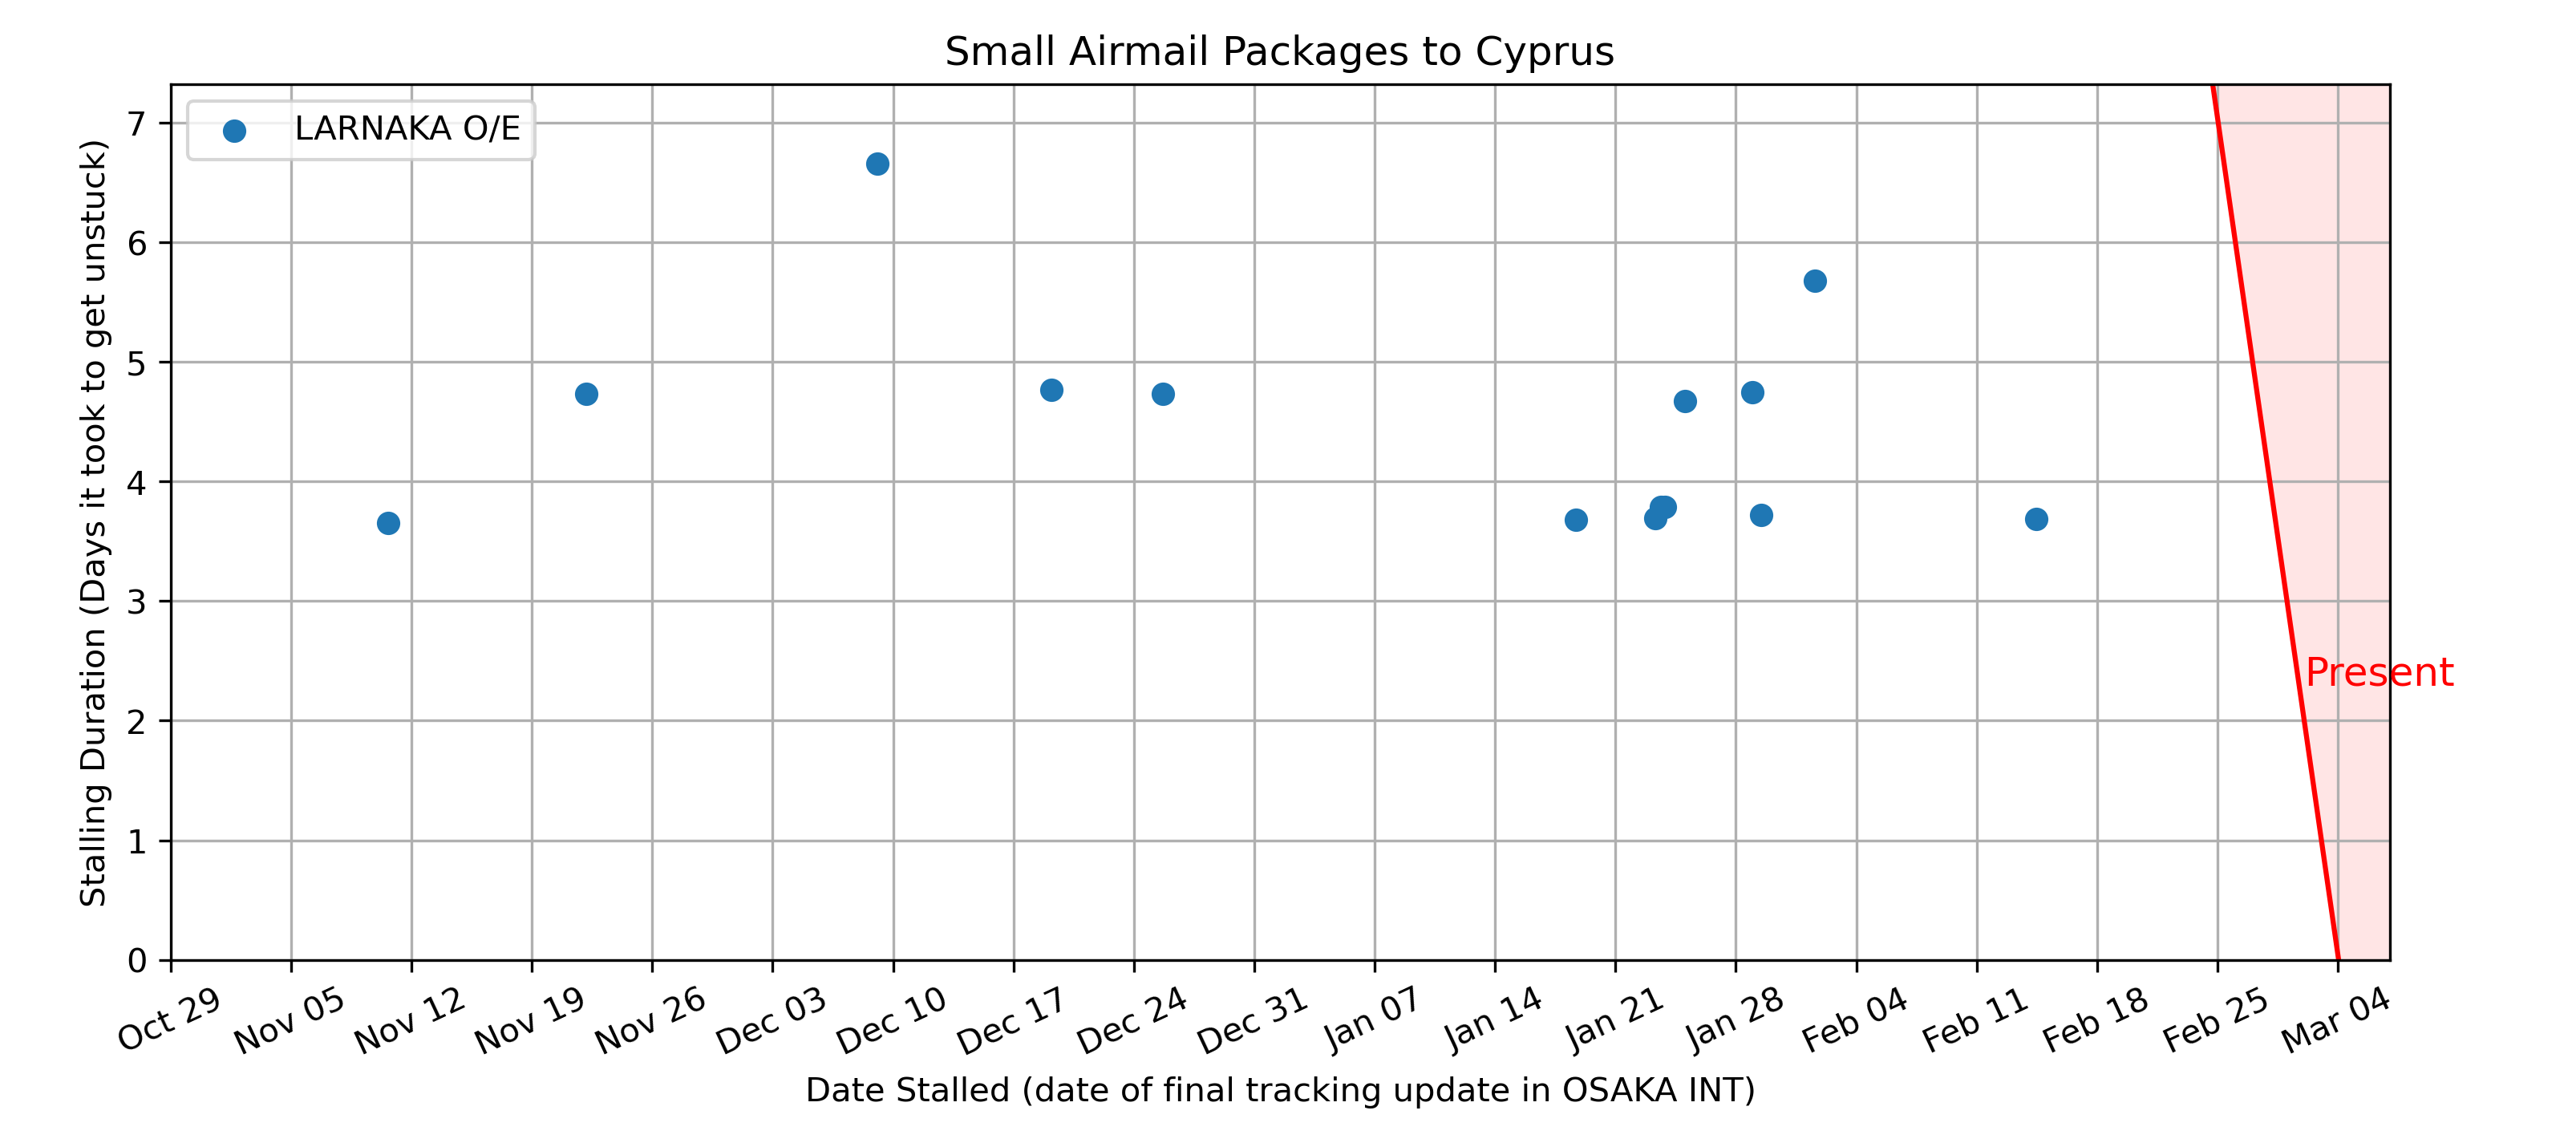 Small Airmail Packages to Cyprus
LARNAKA O/E
Stalling Duration (Days it took to get unstuck)
7
6
5
4
3
2
1
0
Present
Oct 29 Nov 05 Nov 12 Nov 19 Nov 26 Dec 03 Dec 10 Dec 17 Dec 24 Dec 31 Jan 07 Jan 14 Jan 21 Jan 28 Feb 04 Feb 11 Feb 18 Feb 25 Mar 04
Date Stalled (date of final tracking update in OSAKA INT)